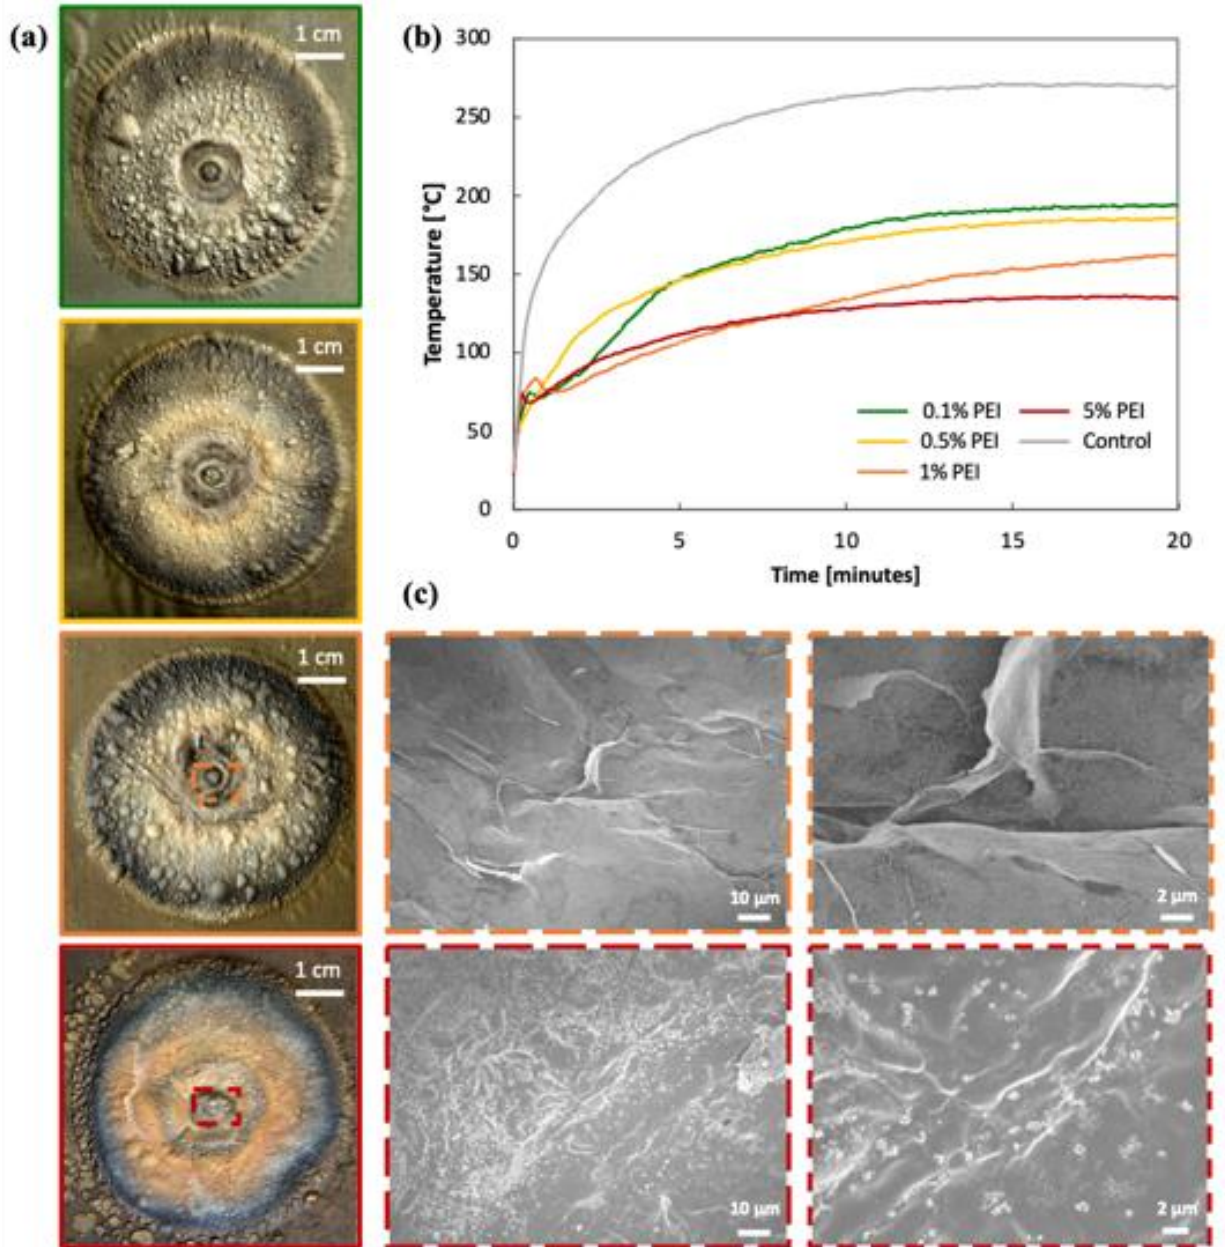 (a)
1 cm
1 cm
1 cm
1 cm
(b)
300
250
200
150
100
50
0
Temperature [°C]
0 5 10 15 20
Time [minutes]
0.1% PEI 5% PEI
0.5% PEI Control
1% PEI
(c)
10 µm
2 µm
10 µm
2 µm